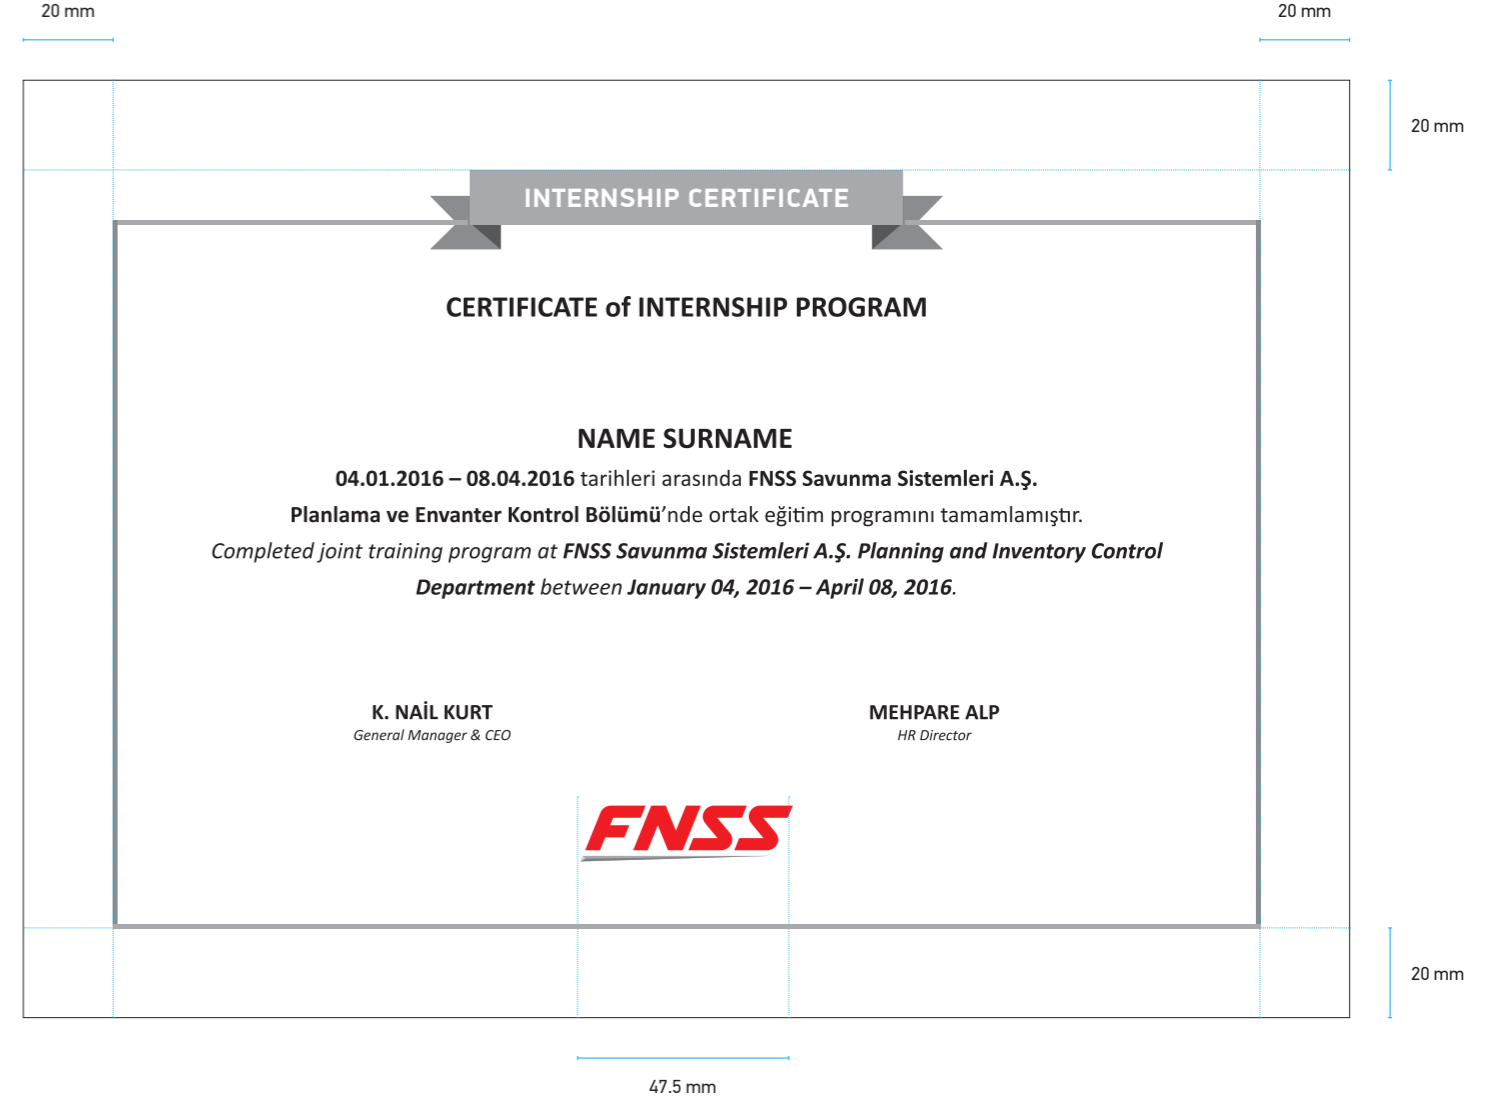 20 mm
20 mm
20 mm
INTERNSHIP CERTIFICATE
CERTIFICATE of INTERNSHIP PROGRAM
NAME SURNAME
04.01.2016 – 08.04.2016 tarihleri arasında FNSS Savunma Sistemleri A.Ş.
Planlama ve Envanter Kontrol Bölümü’nde ortak eğitim programını tamamlamıştır.
Completed joint training program at FNSS Savunma Sistemleri A.Ş. Planning and Inventory Control
Department between January 04, 2016 – April 08, 2016.
K. NAİL KURT
General Manager & CEO
MEHPARE ALP
HR Director
FNSS
20 mm
47.5 mm